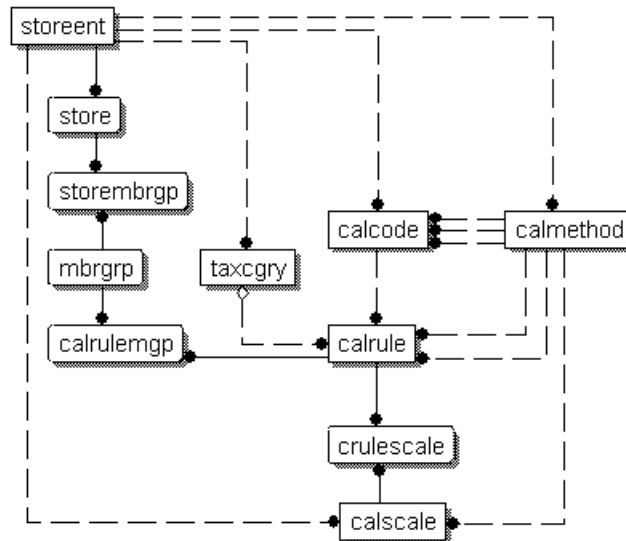 storeent
store
storembrgp
calcode
calmethod
mbrgrp
taxcgry
calrulemgp
calrule
crulescale
calscale